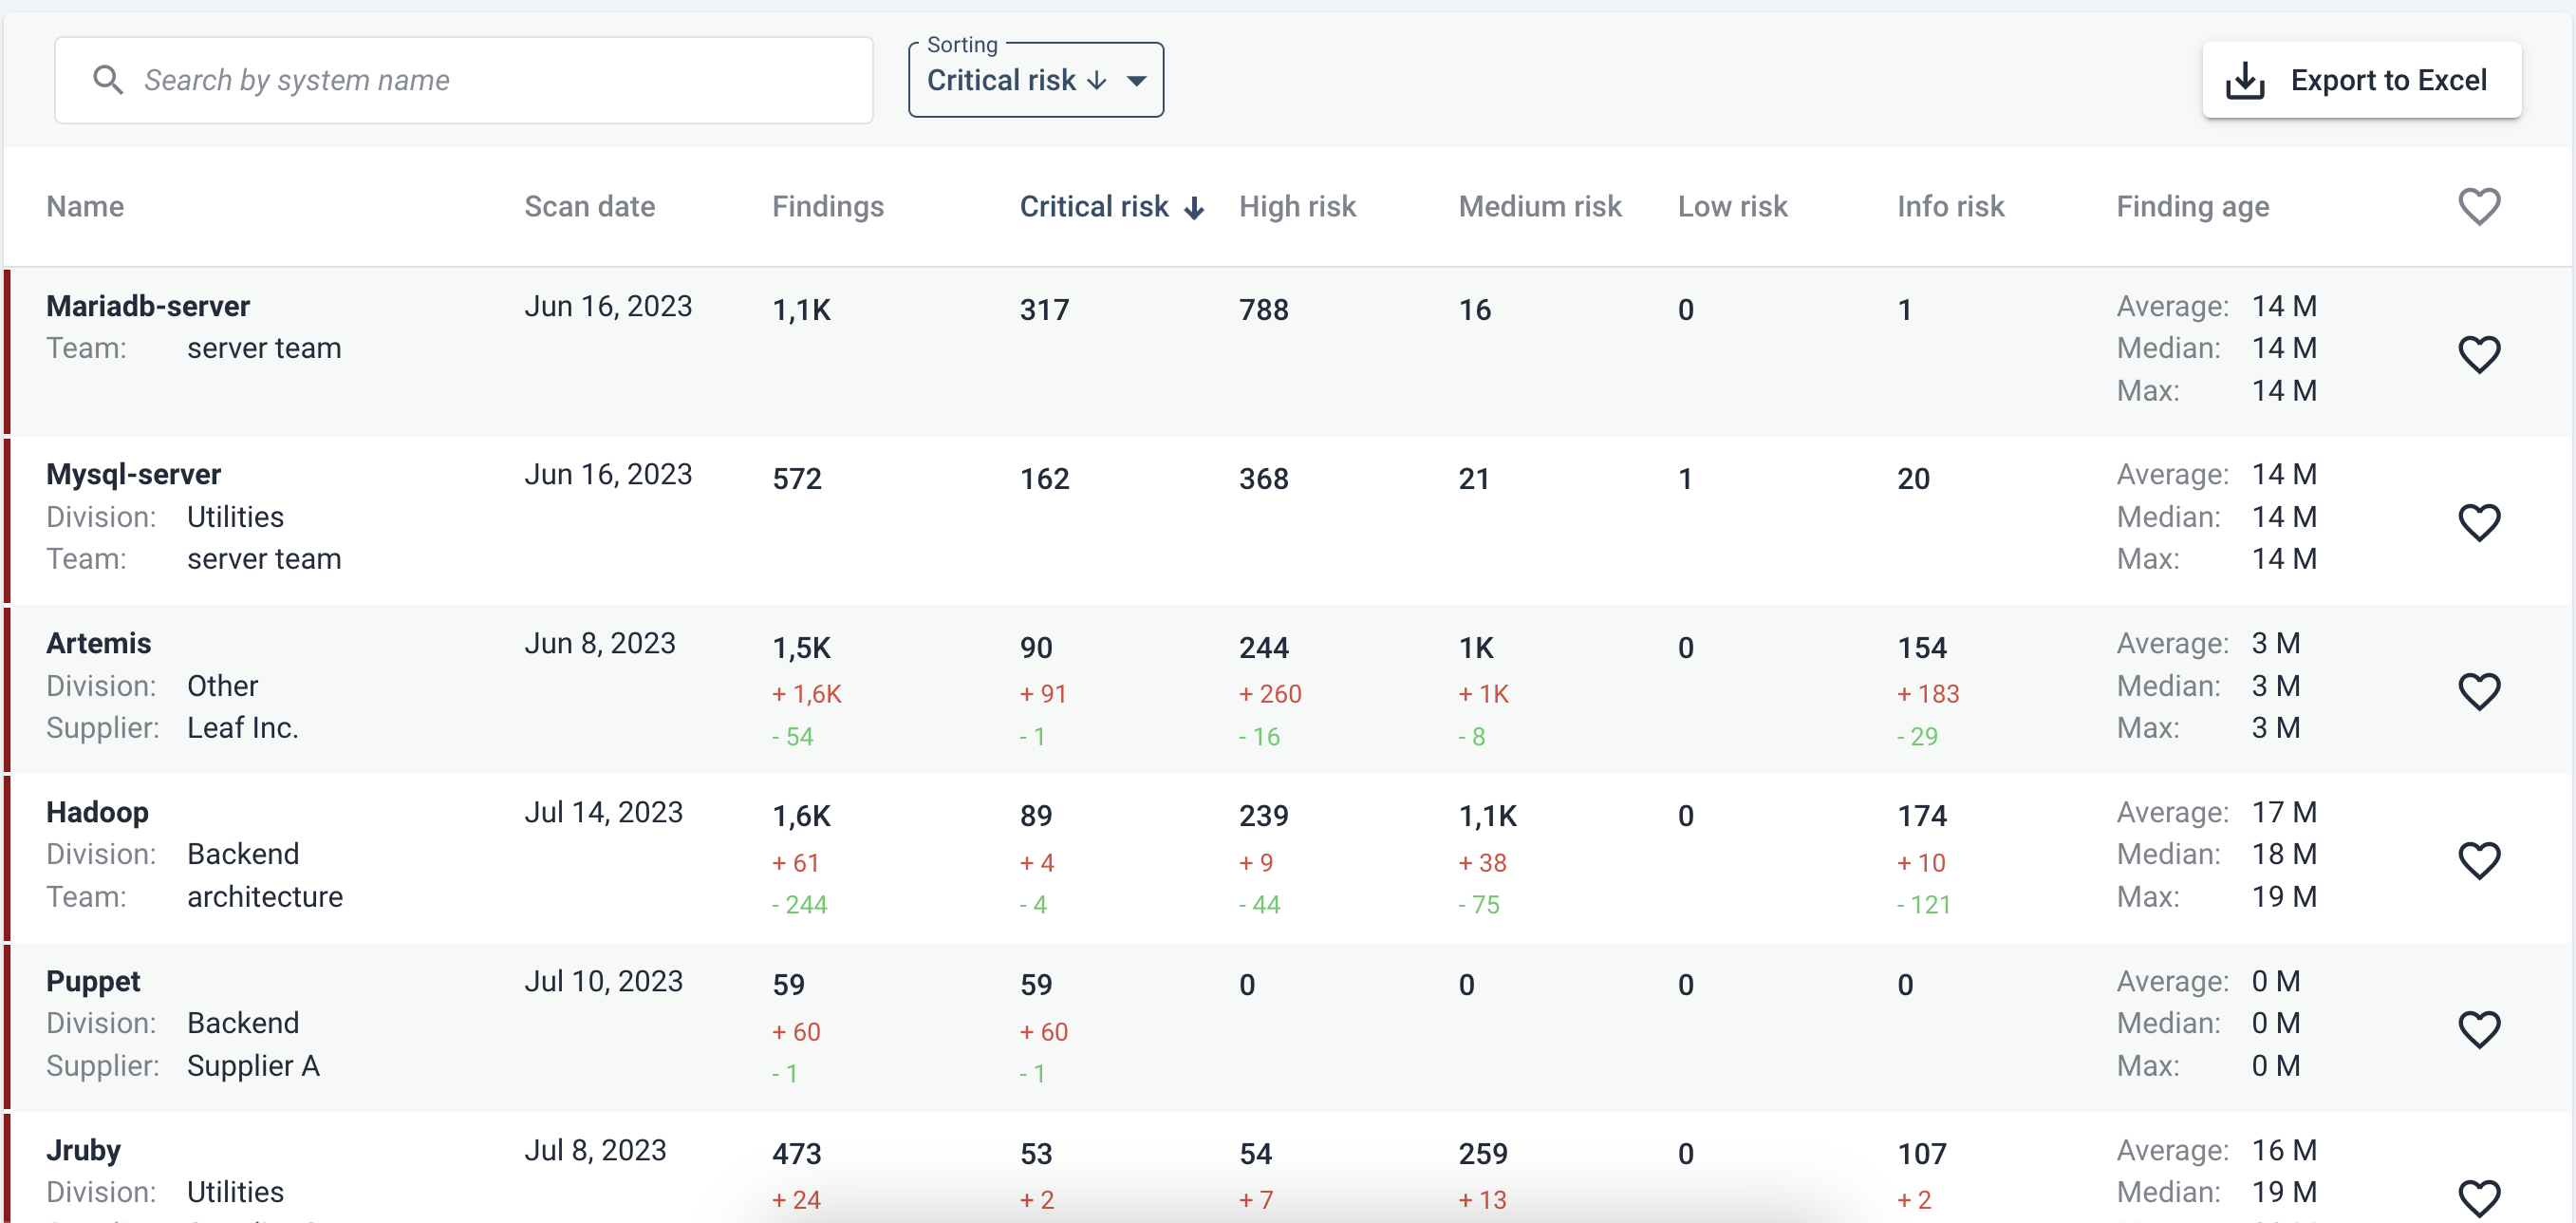 Sorting
Search by system name
Critical risk ↓
Export to Excel
Name Scan date Findings Critical risk ↓ High risk Medium risk Low risk Info risk Finding age
Mariadb-server Jun 16, 2023 1,1K 317 788 16 0 1 Average: 14 M
Team: server team Median: 14 M
Max: 14 M
Mysql-server Jun 16, 2023 572 162 368 21 1 20 Average: 14 M
Division: Utilities Median: 14 M
Team: server team Max: 14 M
Artemis Jun 8, 2023 1,5K 90 244 1K 0 154 Average: 3 M
Division: Other + 1,6K + 91 + 260 + 1K + 183 Median: 3 M
Supplier: Leaf Inc. - 54 - 1 - 16 - 8 - 29 Max: 3 M
Hadoop Jul 14, 2023 1,6K 89 239 1,1K 0 174 Average: 17 M
Division: Backend + 61 + 4 + 9 + 38 + 10 Median: 18 M
Team: architecture - 244 - 4 - 44 - 75 - 121 Max: 19 M
Puppet Jul 10, 2023 59 59 0 0 0 0 Average: 0 M
Division: Backend + 60 + 60 Median: 0 M
Supplier: Supplier A - 1 - 1 Max: 0 M
Jruby Jul 8, 2023 473 53 54 259 0 107 Average: 16 M
Division: Utilities + 24 + 2 + 7 + 13 + 2 Median: 19 M